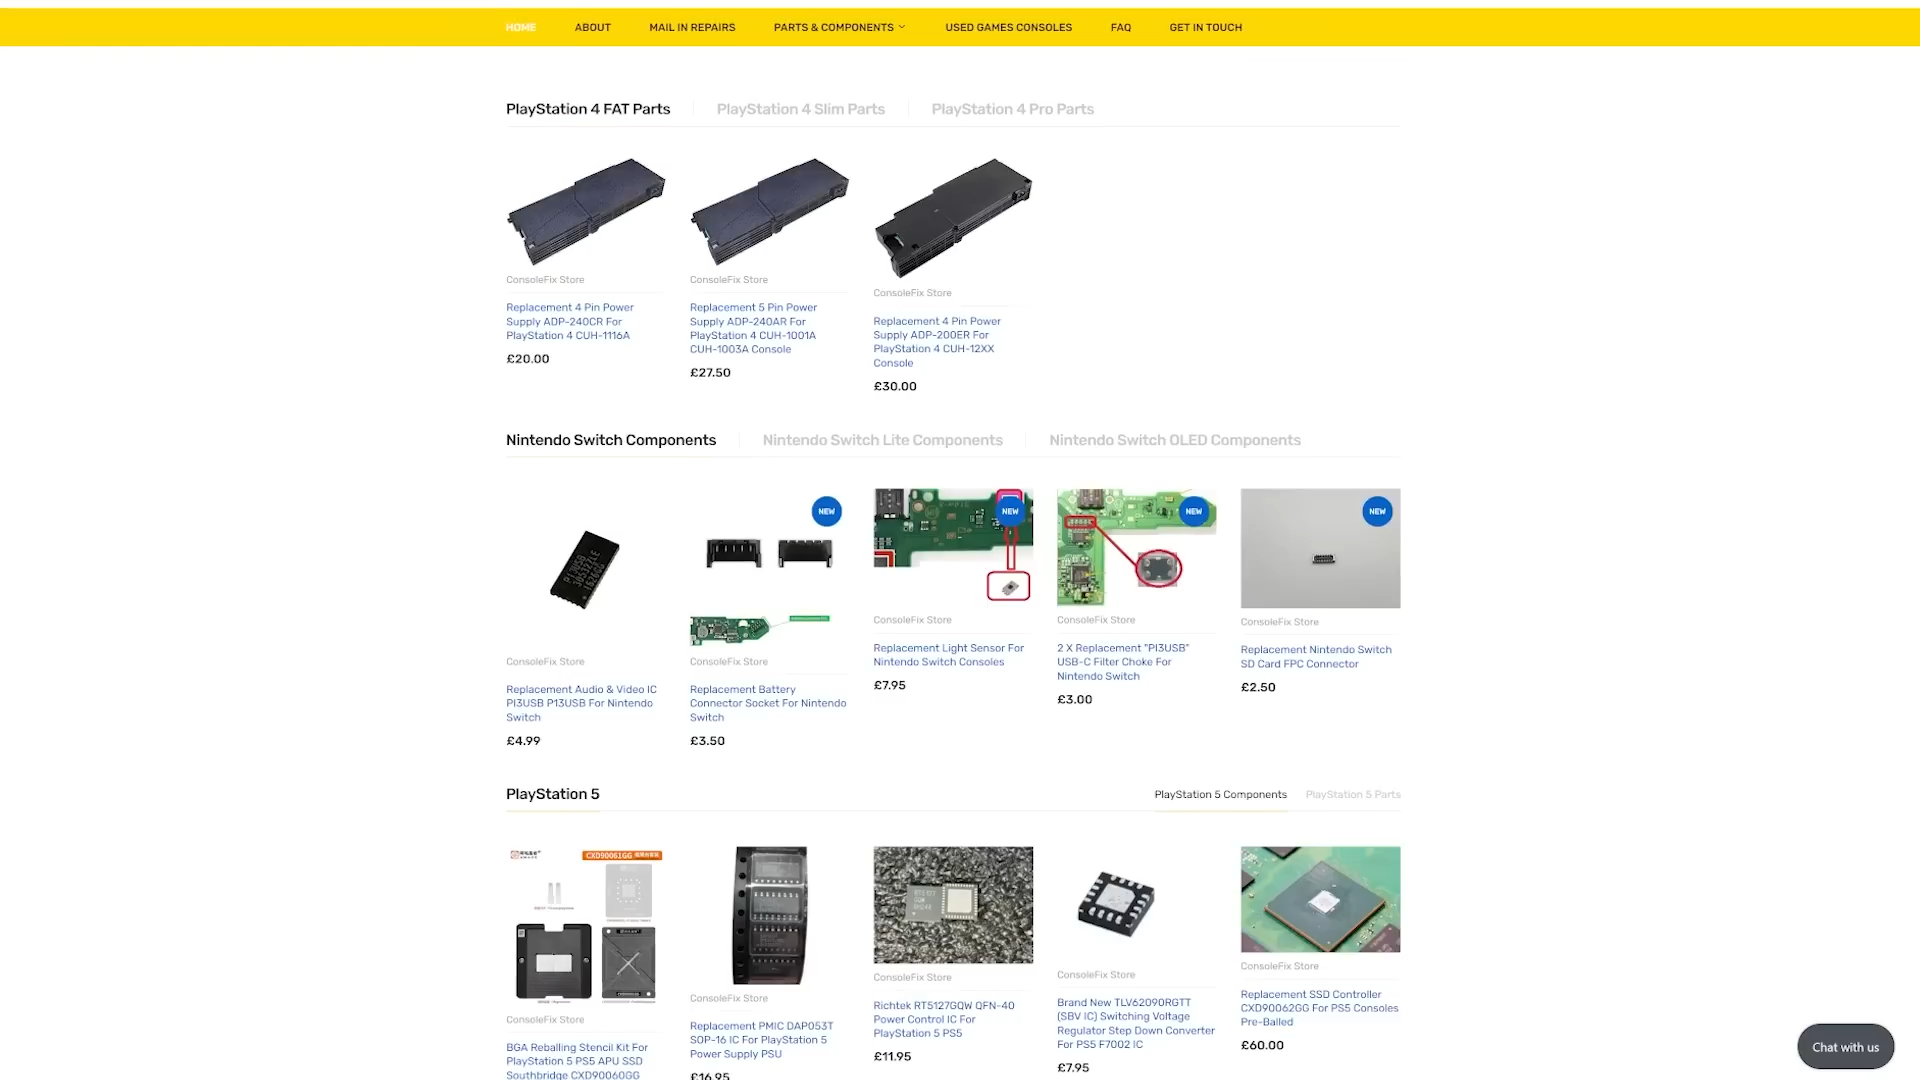 HOME
ABOUT
MAIL IN REPAIRS
PARTS & COMPONENTS
USED GAMES CONSOLES
FAQ
GET IN TOUCH
PlayStation 4 FAT Parts
PlayStation 4 Slim Parts
PlayStation 4 Pro Parts
ConsoleFix Store
Replacement 4 Pin Power
Supply ADP-240CR For
PlayStation 4 CUH-1116A
£20.00
ConsoleFix Store
Replacement 5 Pin Power
Supply ADP-240AR For
PlayStation 4 CUH-1001A
CUH-1003A Console
£27.50
ConsoleFix Store
Replacement 4 Pin Power
Supply ADP-200ER For
PlayStation 4 CUH-12XX
Console
£30.00
Nintendo Switch Components
Nintendo Switch Lite Components
Nintendo Switch OLED Components
ConsoleFix Store
Replacement Audio & Video IC
PI3USB P13USB For Nintendo
Switch
£4.99
NEW
ConsoleFix Store
Replacement Battery
Connector Socket For Nintendo
Switch
£3.50
NEW
ConsoleFix Store
Replacement Light Sensor For
Nintendo Switch Consoles
£7.95
NEW
ConsoleFix Store
2 X Replacement "PI3USB"
USB-C Filter Choke For
Nintendo Switch
£3.00
NEW
ConsoleFix Store
Replacement Nintendo Switch
SD Card FPC Connector
£2.50
PlayStation 5
PlayStation 5 Components
PlayStation 5 Parts
CXD90061GG
ConsoleFix Store
BGA Reballing Stencil Kit For
PlayStation 5 PS5 APU SSD
Southbridge CXD90060GG
ConsoleFix Store
Replacement PMIC DAP053T
SOP-16 IC For PlayStation 5
Power Supply PSU
£16.95
ConsoleFix Store
Richtek RT5127GQW QFN-40
Power Control IC For
PlayStation 5 PS5
£11.95
ConsoleFix Store
Brand New TLV62090RGTT
(SBV IC) Switching Voltage
Regulator Step Down Converter
For PS5 F7002 IC
£7.95
ConsoleFix Store
Replacement SSD Controller
CXD90062GG For PS5 Consoles
Pre-Balled
£60.00
Chat with us